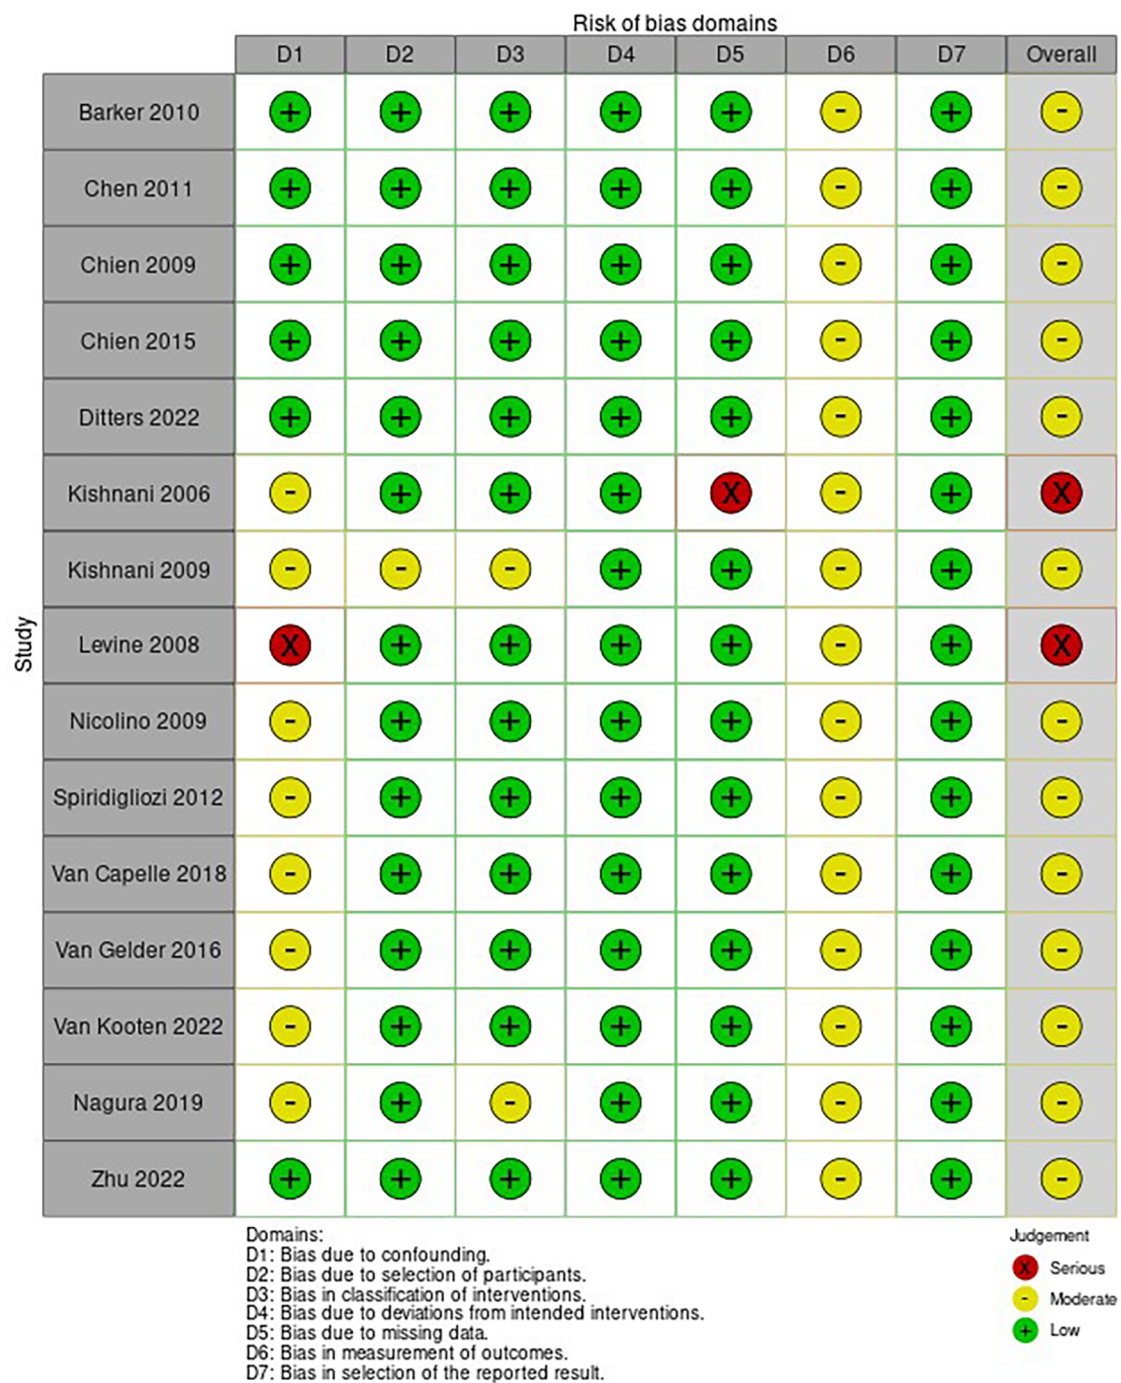 Risk of bias domains
D1 D2 D3 D4 D5 D6 D7 Overall
Study
Barker 2010 + + + + + - + -
Chen 2011 + + + + + - + -
Chien 2009 + + + + + - + -
Chien 2015 + + + + + - + -
Ditters 2022 + + + + + - + -
Kishnani 2006 - + + + X - + X
Kishnani 2009 - - - + + - + -
Levine 2008 X + + + + - + X
Nicolino 2009 - + + + + - + -
Spiridigliozi 2012 - + + + + - + -
Van Capelle 2018 - + + + + - + -
Van Gelder 2016 - + + + + - + -
Van Kooten 2022 - + + + + - + -
Nagura 2019 - + - + + - + -
Zhu 2022 + + + + + - + -
Domains:
D1: Bias due to confounding.
D2: Bias due to selection of participants.
D3: Bias in classification of interventions.
D4: Bias due to deviations from intended interventions.
D5: Bias due to missing data.
D6: Bias in measurement of outcomes.
D7: Bias in selection of the reported result.
Judgement
X Serious
- Moderate
+ Low